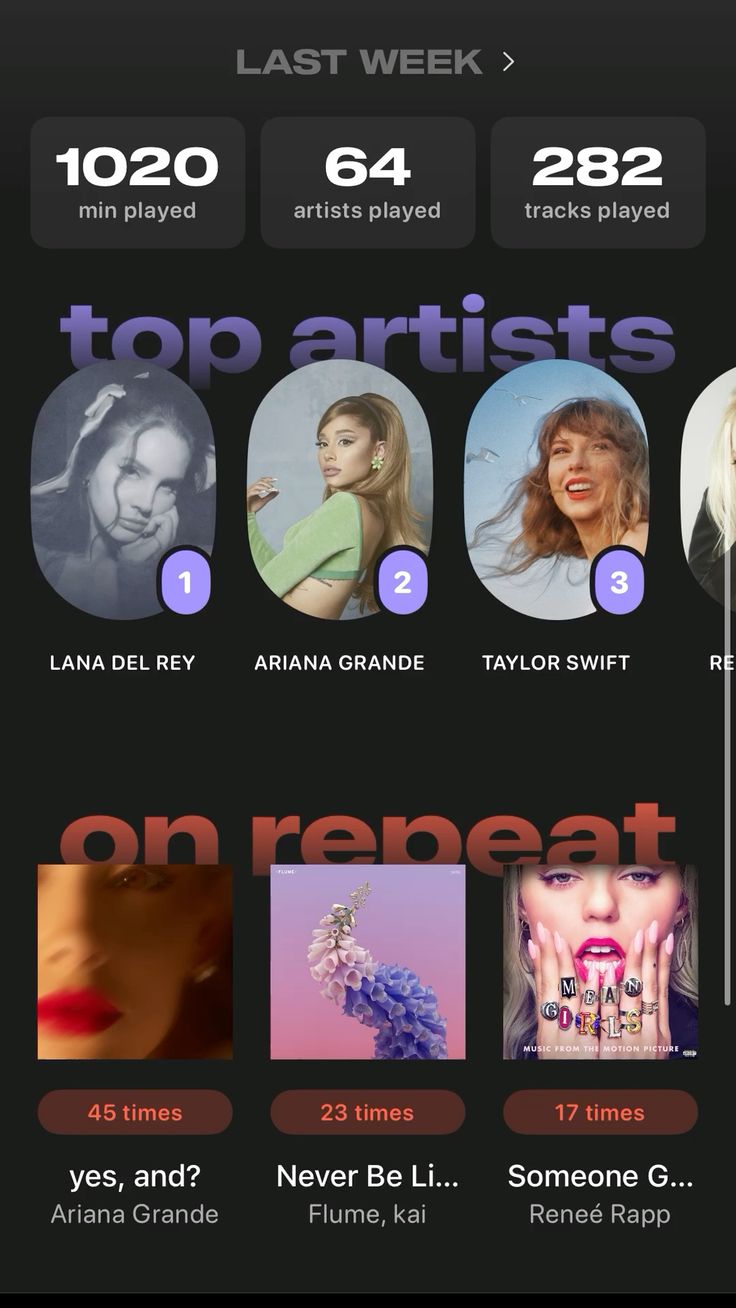 LAST WEEK >
1020
min played
64
artists played
282
tracks played
top artists
1
2
3
LANA DEL REY
ARIANA GRANDE
TAYLOR SWIFT
RE
on repeat
FLUME
MEAN
GIRLS
MUSIC FROM THE MOTION PICTURE
45 times
23 times
17 times
yes, and?
Never Be Li...
Someone G...
Ariana Grande
Flume, kai
Reneé Rapp